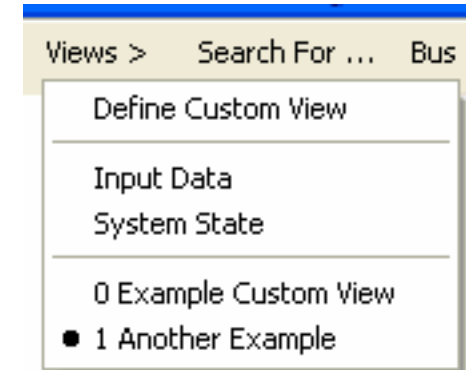 Views > Search For ... Bus
Define Custom View
Input Data
System State
0 Example Custom View
1 Another Example